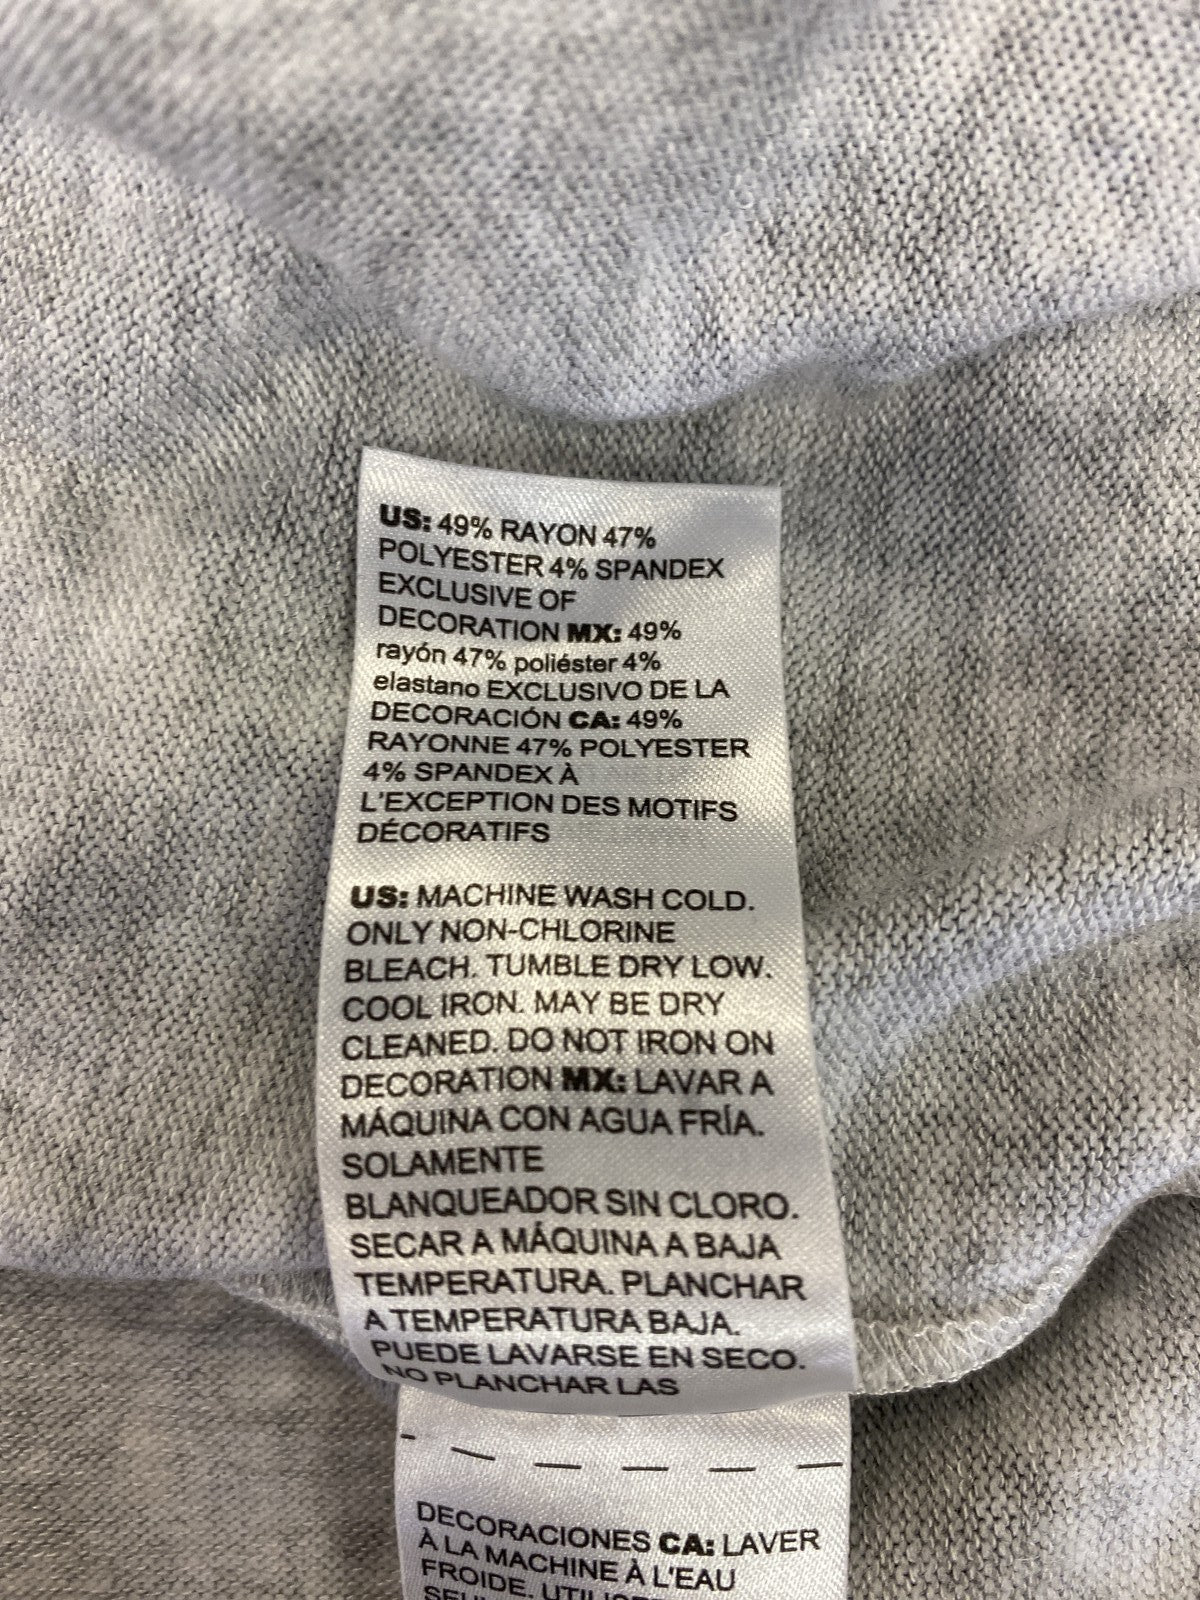 US: 49% RAYON 47%
POLYESTER 4% SPANDEX
EXCLUSIVE OF
DECORATION MX: 49%
rayón 47% poliéster 4%
elastano EXCLUSIVO DE LA
DECORACIÓN CA: 49%
RAYONNE 47% POLYESTER
4% SPANDEX À
L'EXCEPTION DES MOTIFS
DÉCORATIFS
US: MACHINE WASH COLD.
ONLY NON-CHLORINE
BLEACH. TUMBLE DRY LOW.
COOL IRON. MAY BE DRY
CLEANED. DO NOT IRON ON
DECORATION MX: LAVAR A
MÁQUINA CON AGUA FRÍA.
SOLAMENTE
BLANQUEADOR SIN CLORO.
SECAR A MÁQUINA A BAJA
TEMPERATURA. PLANCHAR
A TEMPERATURA BAJA.
PUEDE LAVARSE EN SECO.
NO PLANCHAR LAS
DECORACIONES CA: LAVER
À LA MACHINE À L'EAU
FROIDE.